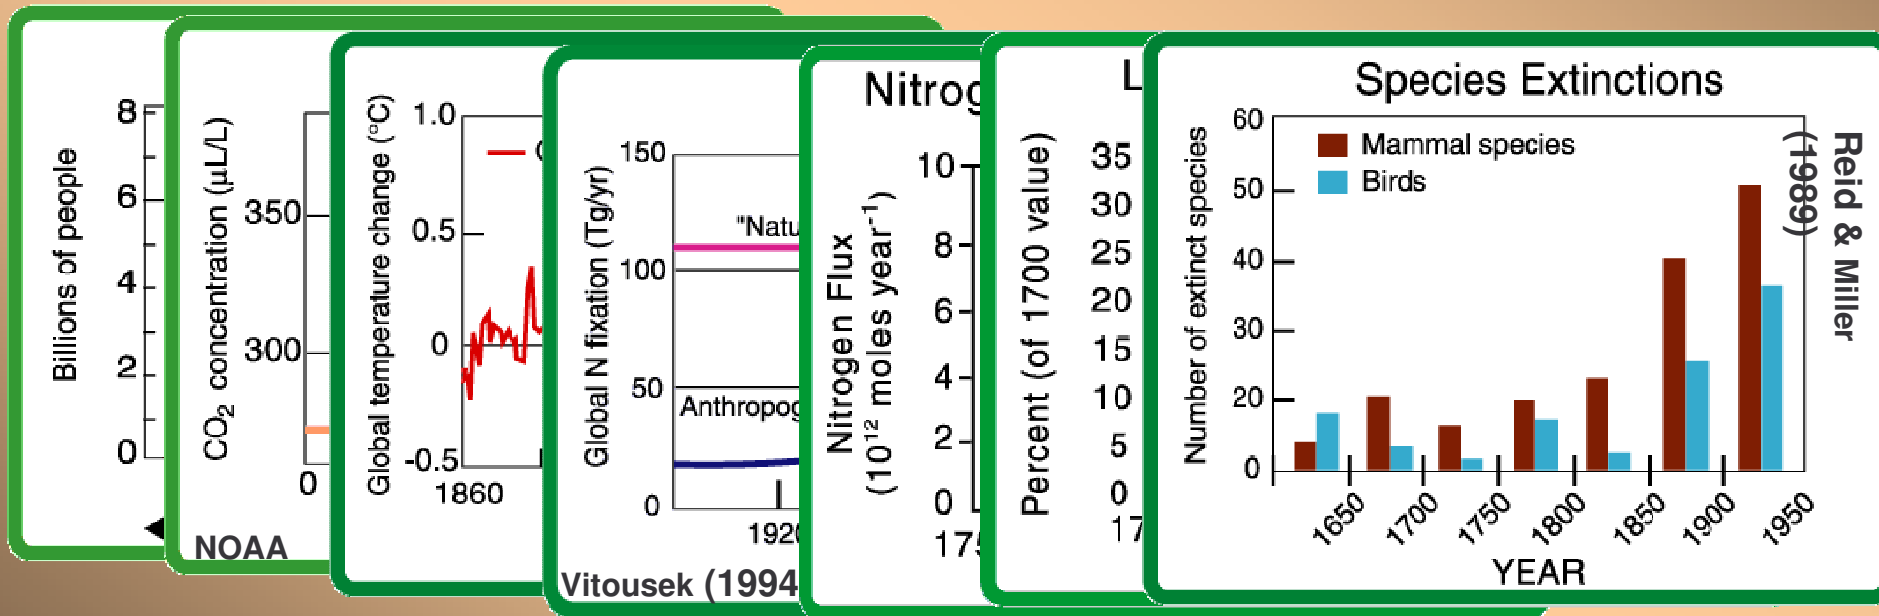 Billions of people
8
6
4
2
0
CO2 concentration (μL/L)
350
300
0
NOAA
Global temperature change (°C)
1.0
0.5
0
-0.5
1860
Global N fixation (Tg/yr)
150
100
50
0
"Natu
Anthropog
1920
Vitousek (1994
Nitrog
Nitrogen Flux
(10¹² moles year⁻¹)
10
8
6
4
2
0
175
L
Percent (of 1700 value)
35
30
25
20
15
10
5
0
17
Species Extinctions
Number of extinct species
60
50
40
30
20
0
Mammal species
Birds
1650
1700
1750
1800
1850
1900
1950
YEAR
Reid & Miller
(1989)